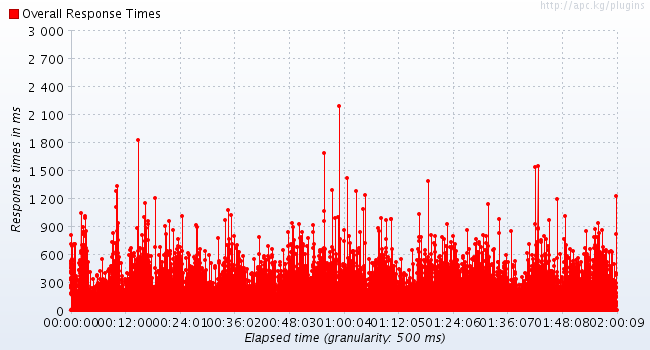 http://apc.kg/plugins
Overall Response Times
3 000
2 700
2 400
2 100
1 800
1 500
1 200
900
600
300
0
Response times in ms
00:00:00 00:12:00 00:24:01 00:36:02 00:48:03 01:00:04 01:12:05 01:24:06 01:36:07 01:48:08 02:00:09
Elapsed time (granularity: 500 ms)